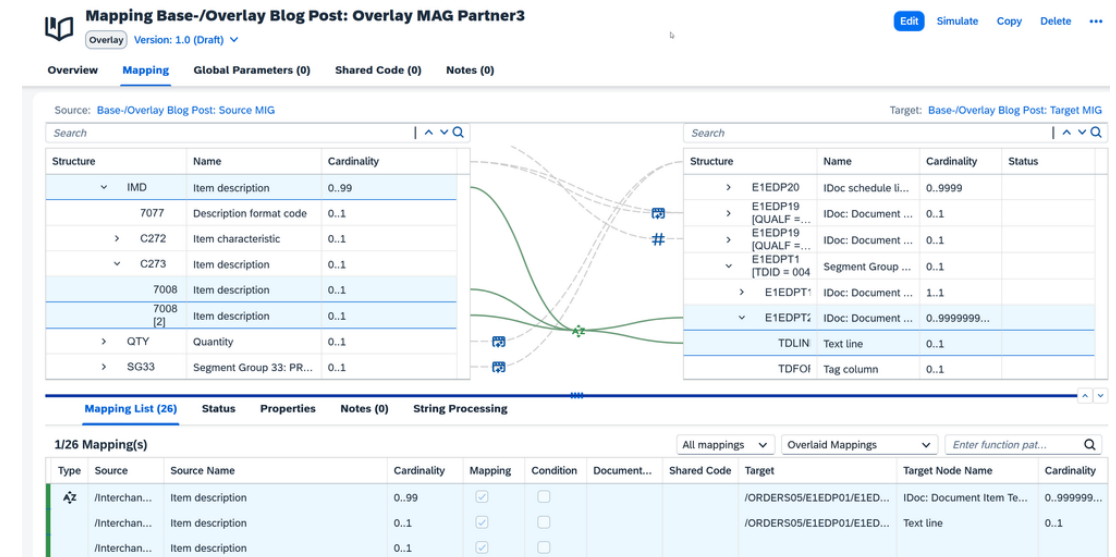 Mapping Base-/Overlay Blog Post: Overlay MAG Partner3
Overlay Version: 1.0 (Draft)
Edit Simulate Copy Delete
Overview Mapping Global Parameters (0) Shared Code (0) Notes (0)
Source: Base-/Overlay Blog Post: Source MIG
Target: Base-/Overlay Blog Post: Target MIG
Search
Structure Name Cardinality
IMD Item description 0..99
7077 Description format code 0..1
C272 Item characteristic 0..1
C273 Item description 0..1
7008 Item description 0..1
7008 [2] Item description 0..1
QTY Quantity 0..1
SG33 Segment Group 33: PR... 0..1
#
AZ
Search
Structure Name Cardinality Status
E1EDP20 IDoc schedule li... 0..9999
E1EDP19 [QUALF =... IDoc: Document ... 0..1
E1EDP19 [QUALF =... IDoc: Document ... 0..1
E1EDPT1 [TDID = 004 Segment Group ... 0..1
E1EDPT1 IDoc: Document ... 1..1
E1EDPT2 IDoc: Document ... 0..9999999...
TDLIN Text line 0..1
TDFOI Tag column 0..1
Mapping List (26) Status Properties Notes (0) String Processing
1/26 Mapping(s)
All mappings Overlaid Mappings Enter function pat...
Type Source Source Name Cardinality Mapping Condition Document... Shared Code Target Target Node Name Cardinality
AZ /Interchan... Item description 0..99 /ORDERS05/E1EDP01/E1ED... IDoc: Document Item Te... 0..999999...
/Interchan... Item description 0..1 /ORDERS05/E1EDP01/E1ED... Text line 0..1
/Interchan... Item description 0..1